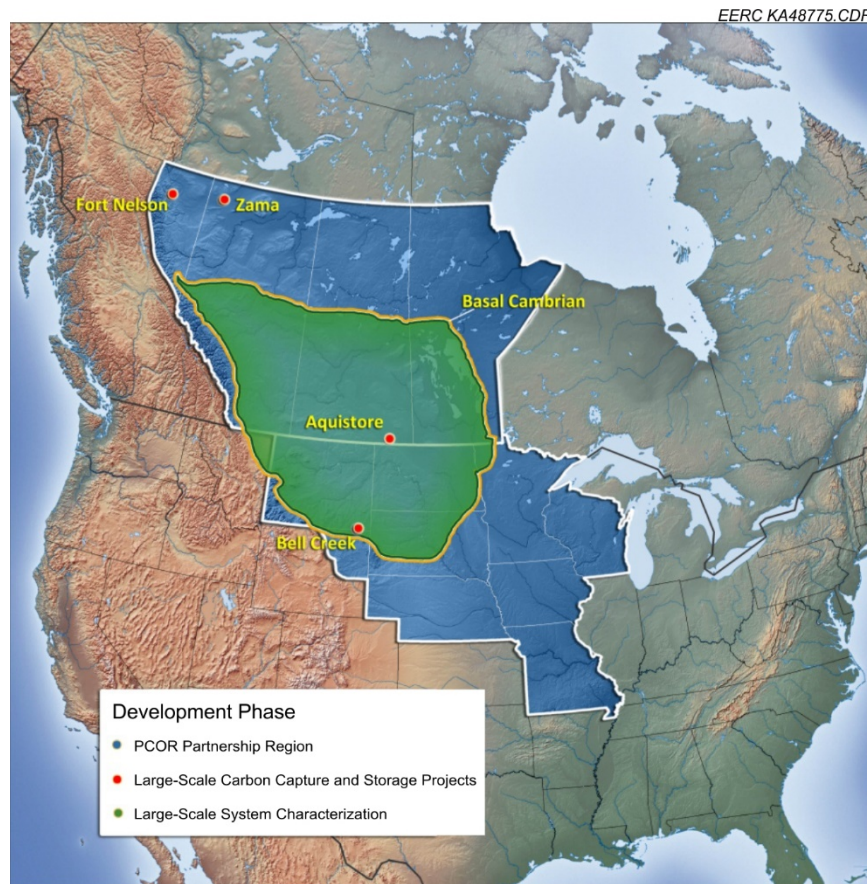 EERC KA48775.CDR
Fort Nelson
Zama
Basal Cambrian
Aquistore
Bell Creek
Development Phase
PCOR Partnership Region
Large-Scale Carbon Capture and Storage Projects
Large-Scale System Characterization